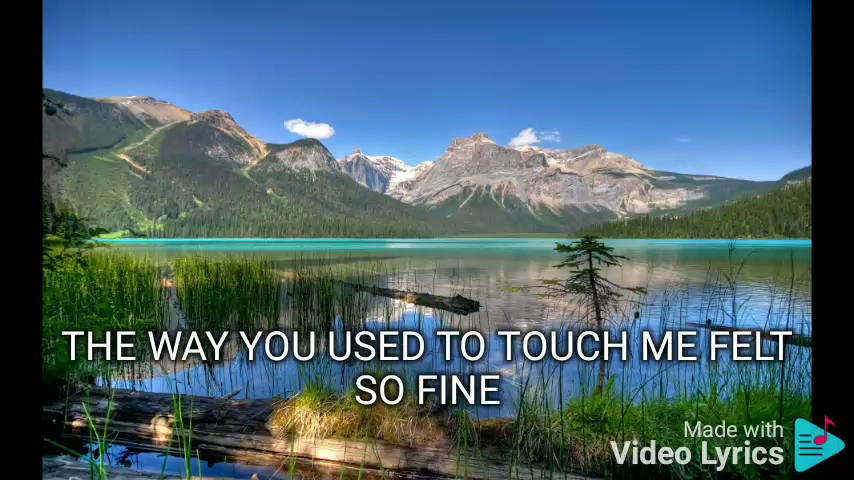 THE WAY YOU USED TO TOUCH ME FELT
SO FINE
Made with
Video Lyrics